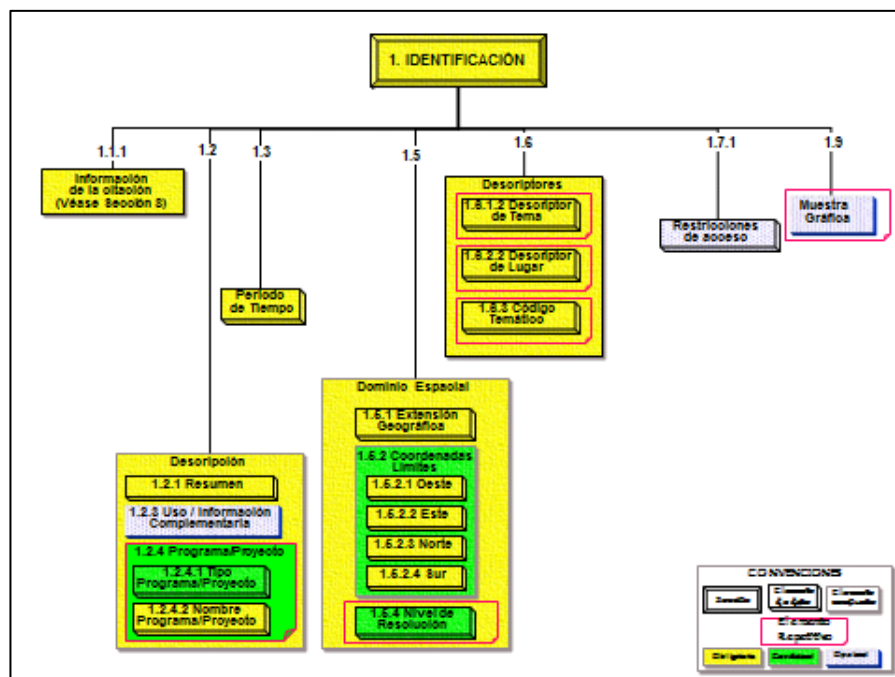 1. IDENTIFICACIÓN
1.1.1
1.2
1.3
1.5
1.6
1.7.1
1.9
Información
de la citación
(Véase Sección 8)
Período
de Tiempo
Descriptores
1.6.1.2 Descriptor
de Tema
1.6.2.2 Descriptor
de Lugar
1.6.3 Código
Temático
Restricciones
de acceso
Muestra
Gráfica
Descripción
1.2.1 Resumen
1.2.3 Uso / Información
Complementaria
1.2.4 Programa/Proyecto
1.2.4.1 Tipo
Programa/Proyecto
1.2.4.2 Nombre
Programa/Proyecto
Dominio Espacial
1.5.1 Extensión
Geográfica
1.5.2 Coordenadas
Límites
1.5.2.1 Oeste
1.5.2.2 Este
1.5.2.3 Norte
1.5.2.4 Sur
1.5.4 Nivel de
Resolución
CONVENCIONES
Elemento
Repetitivo